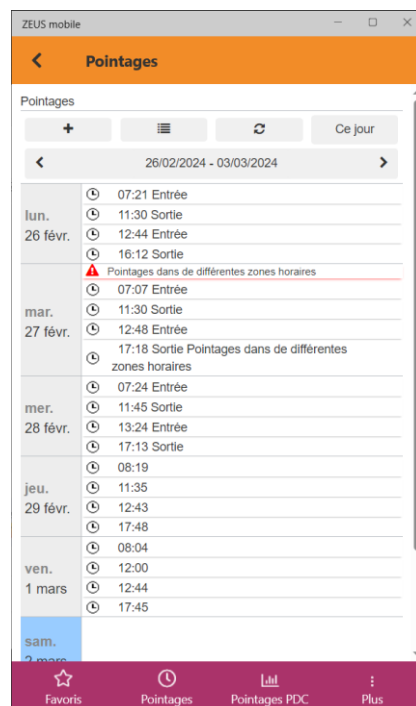 ZEUS mobile
Pointages
Pointages
Ce jour
26/02/2024 - 03/03/2024
lun.
26 févr.
07:21 Entrée
11:30 Sortie
12:44 Entrée
16:12 Sortie
mar.
27 févr.
Pointages dans de différentes zones horaires
07:07 Entrée
11:30 Sortie
12:48 Entrée
17:18 Sortie Pointages dans de différentes
zones horaires
mer.
28 févr.
07:24 Entrée
11:45 Sortie
13:24 Entrée
17:13 Sortie
jeu.
29 févr.
08:19
11:35
12:43
17:48
ven.
1 mars
08:04
12:00
12:44
17:45
sam.
2 mars
Favoris
Pointages
Pointages PDC
Plus